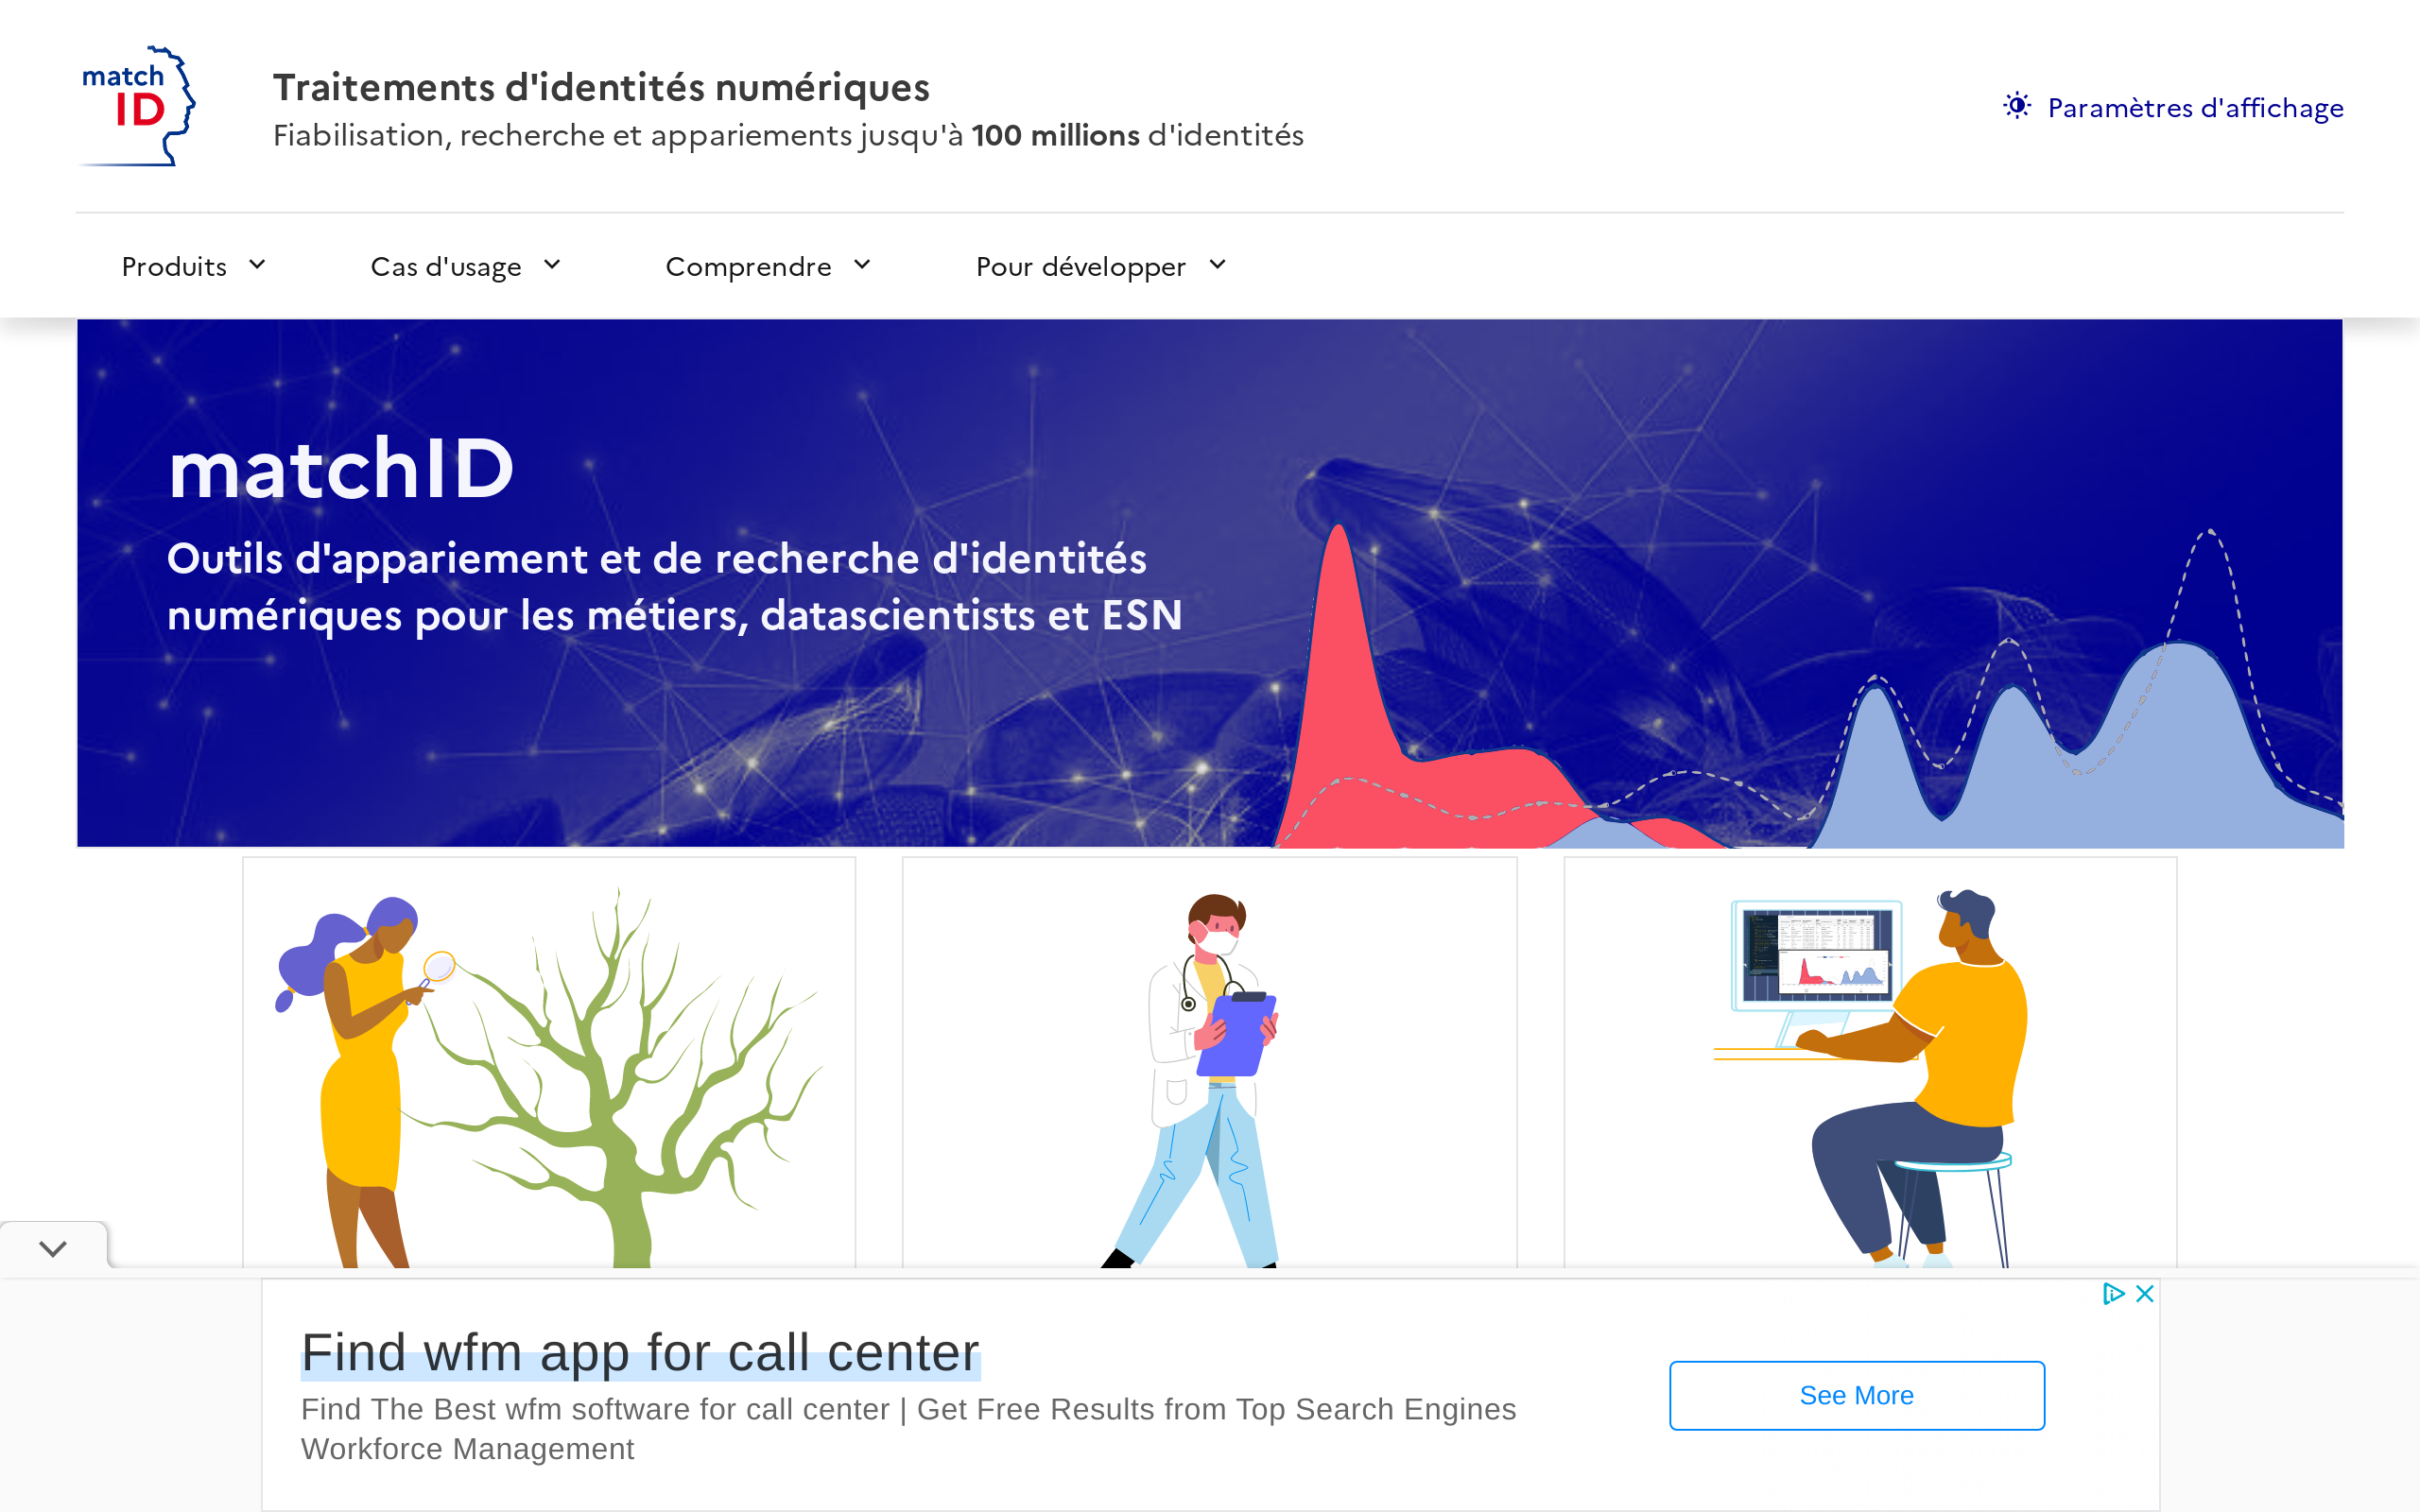 match
ID
Traitements d'identités numériques
Fiabilisation, recherche et appariements jusqu'à 100 millions d'identités
Paramètres d'affichage
Produits
Cas d'usage
Comprendre
Pour développer
matchID
Outils d'appariement et de recherche d'identités
numériques pour les métiers, datascientists et ESN
Find wfm app for call center
Find The Best wfm software for call center | Get Free Results from Top Search Engines
Workforce Management
See More